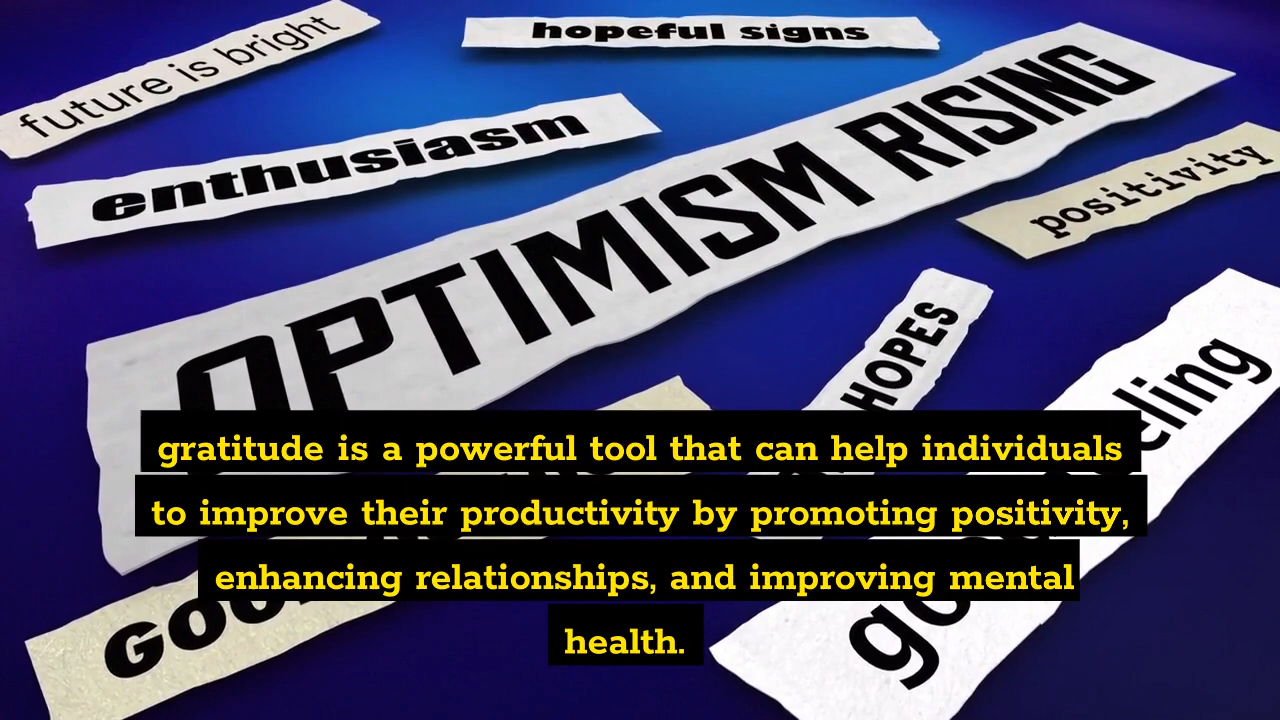 future is bright
hopeful signs
enthusiasm
OPTIMISM RISING
positivity
HOPES
gratitude is a powerful tool that can help individuals
to improve their productivity by promoting positivity,
enhancing relationships, and improving mental
health.